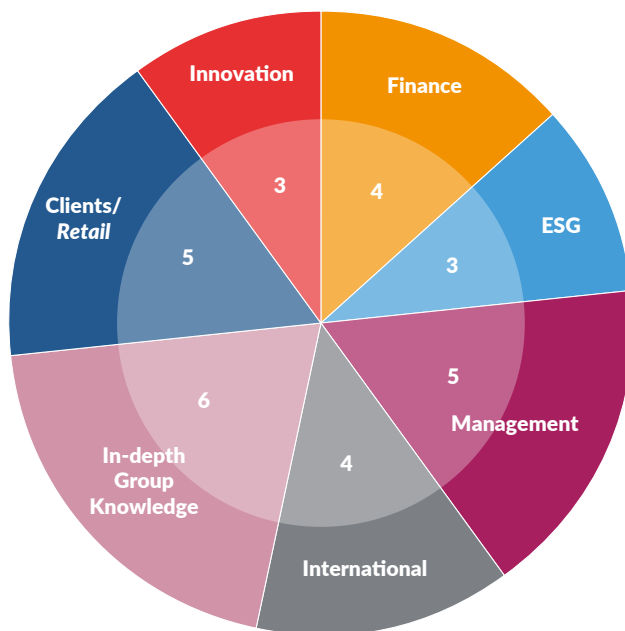 Innovation
3
Finance
4
ESG
3
Management
5
International
4
In-depth
Group
Knowledge
6
Clients/
Retail
5